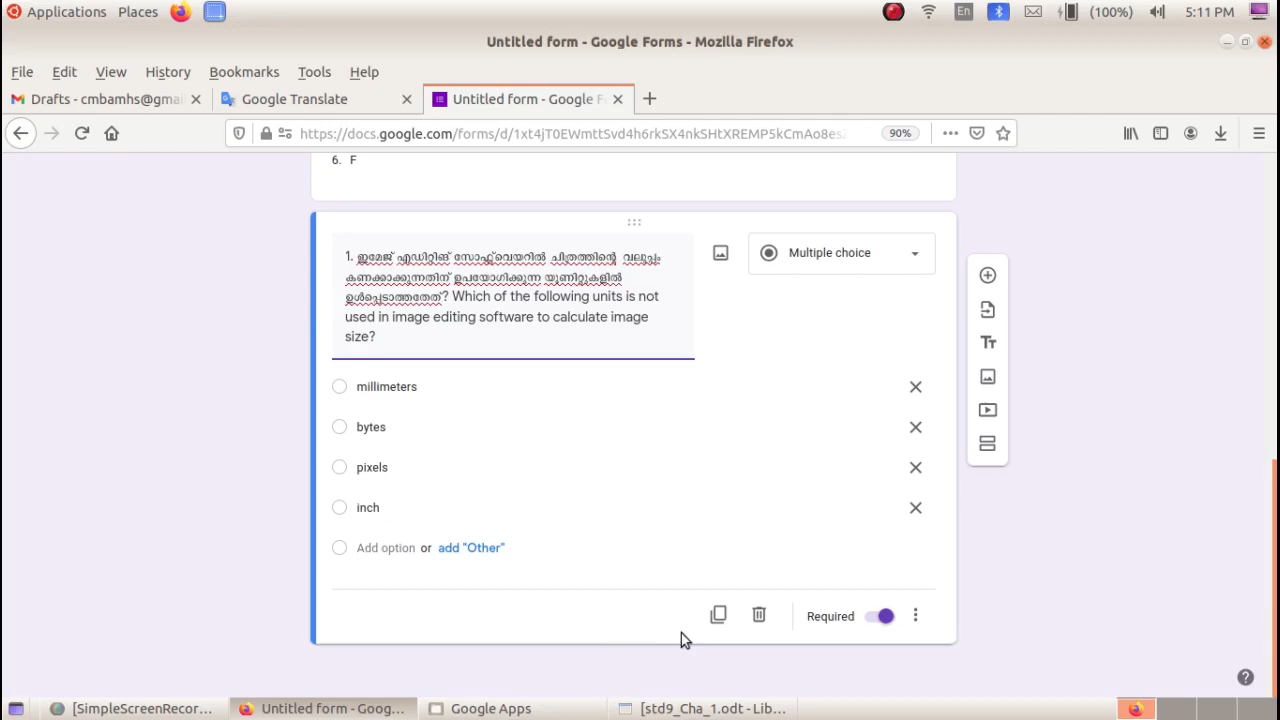 Applications Places En (100%) 5:11 PM
Untitled form - Google Forms - Mozilla Firefox
File Edit View History Bookmarks Tools Help
Drafts - cmbamhs@gmai Google Translate Untitled form - Google F
https://docs.google.com/forms/d/1xt4jT0EWmttSvd4h6rkSX4nkSHtXREMP5kCmAo8es2 90%
6. F
1. ഇമേജ് എഡിറ്റിങ് സോഫ്റ്റ്‌വെയറിൽ ചിത്രത്തിന്റെ വലുപ്പം
കണക്കാക്കുന്നതിന് ഉപയോഗിക്കുന്ന യൂണിറ്റുകളിൽ
ഉൾപ്പെടാത്തതേത്? Which of the following units is not
used in image editing software to calculate image
size?
Multiple choice
millimeters
bytes
pixels
inch
Add option or add "Other"
Required
[SimpleScreenRecor... Untitled form - Goog... Google Apps [std9_Cha_1.odt - Lib...